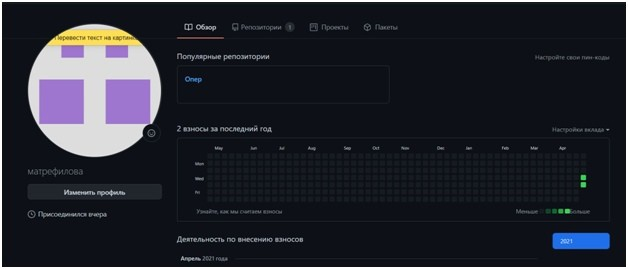 Обзор
Репозитории 1
Проекты
Пакеты
Перевести текст на картинк
Популярные репозитории
Настройте свои пин-коды
Опер
2 взносы за последний год
Настройки вклада
May Jun Jul Aug Sep Oct Nov Dec Jan Feb Mar Apr
Mon
Wed
Fri
матрефилова
Изменить профиль
Узнайте, как мы считаем взносы
Меньше Больше
Присоединился вчера
Деятельность по внесению взносов
2021
Апрель 2021 года